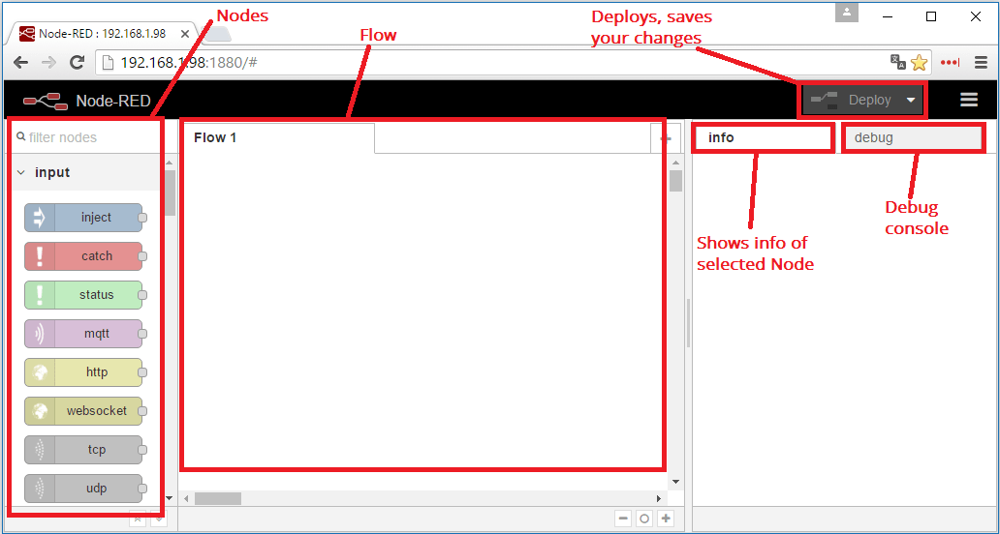 Nodes
Flow
Deploys, saves
your changes
Node-RED : 192.168.1.98
192.168.1.98:1880/#
Node-RED
Deploy
filter nodes
Flow 1
info
debug
input
inject
catch
status
mqtt
http
websocket
tcp
udp
Shows info of
selected Node
Debug
console